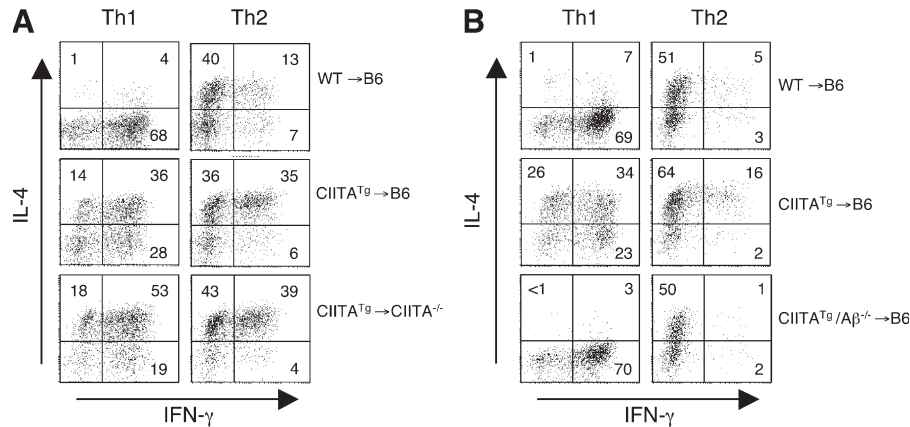 A
Th1 Th2
1 4 40 13
WT→B6
68 7
14 36 36 35
CIITAᵀᵍ→B6
28 6
18 53 43 39
CIITAᵀᵍ→CIITA⁻/⁻
19 4
IL-4
IFN-γ
B
Th1 Th2
1 7 51 5
WT→B6
69 3
26 34 64 16
CIITAᵀᵍ→B6
23 2
<1 3 50 1
CIITAᵀᵍ/Aβ⁻/⁻→B6
70 2
IL-4
IFN-γ